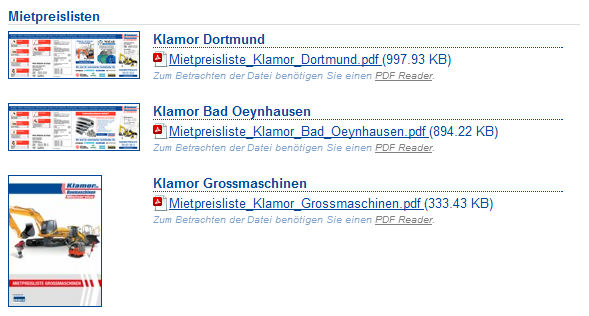 Mietpreislisten
Klamor Dortmund
Mietpreisliste_Klamor_Dortmund.pdf (997.93 KB)
Zum Betrachten der Datei benötigen Sie einen PDF Reader.
Klamor Bad Oeynhausen
Mietpreisliste_Klamor_Bad_Oeynhausen.pdf (894.22 KB)
Zum Betrachten der Datei benötigen Sie einen PDF Reader.
Klamor Grossmaschinen
Mietpreisliste_Klamor_Grossmaschinen.pdf (333.43 KB)
Zum Betrachten der Datei benötigen Sie einen PDF Reader.
Klamor
Baumaschinen
MIETPREISLISTE GROSSMASCHINEN